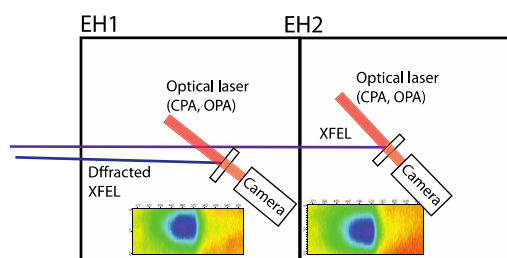 EH1
EH2
Optical laser
(CPA, OPA)
Optical laser
(CPA, OPA)
XFEL
Dffracted
XFEL
Camera
Camera